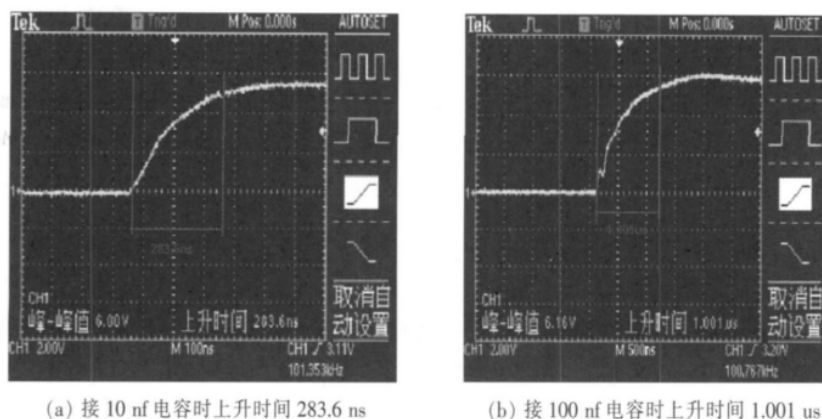 Tek T Trig'd M Pos: 0.000s AUTOSET
1
283.6ns
CH1
峰-峰值 6.00V 上升时间 283.6ns
取消自动设置
CH1 2.00V M 100ns CH1 3.11V
101.353kHz
(a) 接 10 nf 电容时上升时间 283.6 ns
Tek T Trig'd M Pos: 0.000s AUTOSET
1
CH1
峰-峰值 6.16V 上升时间 1.001us
取消自动设置
CH1 2.00V M 500ns CH1 3.20V
100.767kHz
(b) 接 100 nf 电容时上升时间 1.001 us